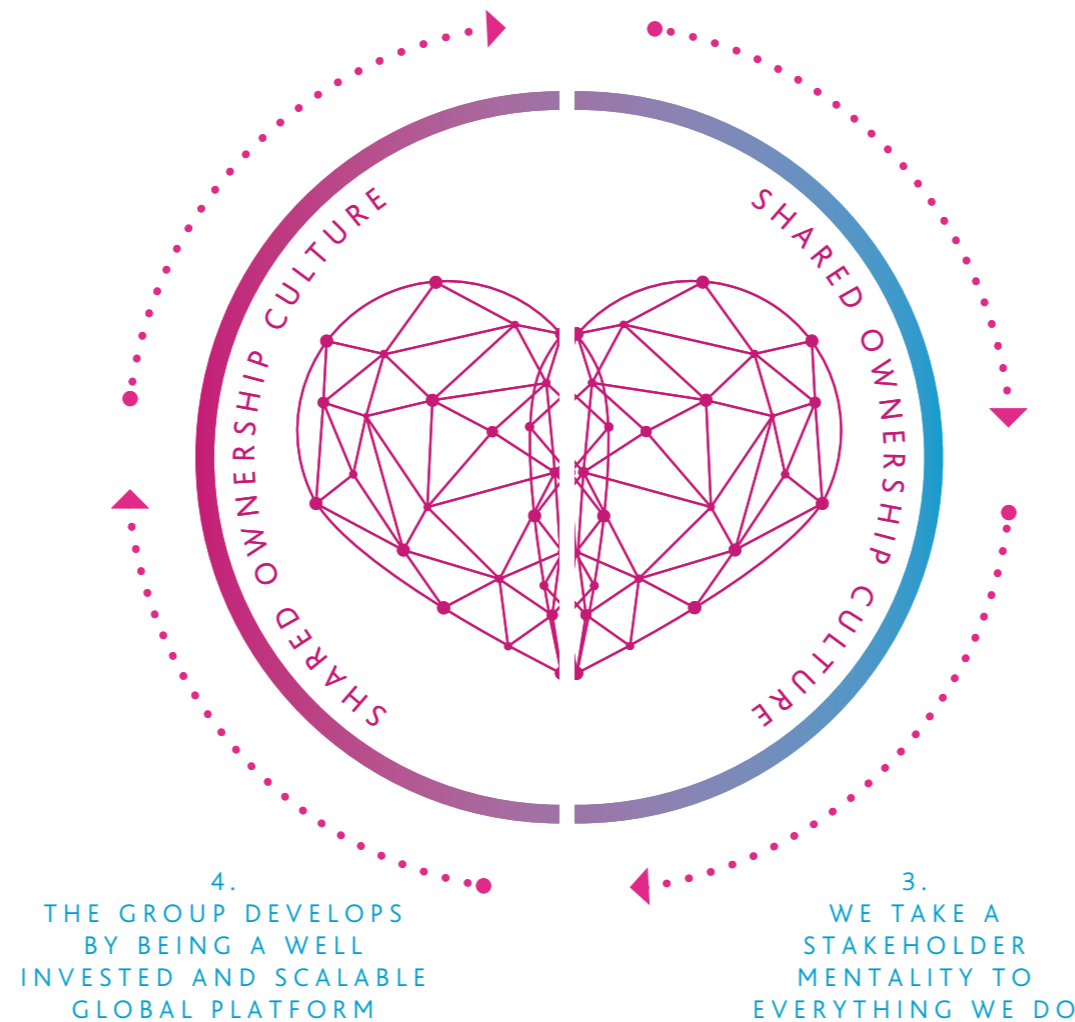 SHARED OWNERSHIP CULTURE
SHARED OWNERSHIP CULTURE
4.
THE GROUP DEVELOPS
BY BEING A WELL
INVESTED AND SCALABLE
GLOBAL PLATFORM
3.
WE TAKE A
STAKEHOLDER
MENTALITY TO
EVERYTHING WE DO